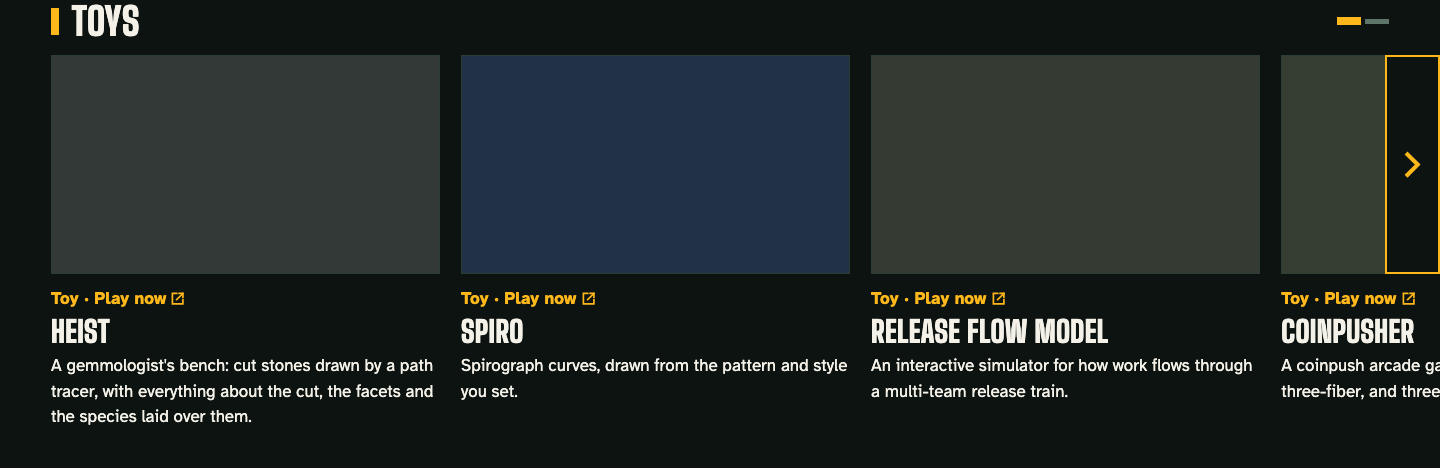 TOYS
Toy · Play now
HEIST
A gemmologist's bench: cut stones drawn by a path
tracer, with everything about the cut, the facets and
the species laid over them.
Toy · Play now
SPIRO
Spirograph curves, drawn from the pattern and style
you set.
Toy · Play now
RELEASE FLOW MODEL
An interactive simulator for how work flows through
a multi-team release train.
Toy · Play now
COINPUSHER
A coinpush arcade ga
three-fiber, and three